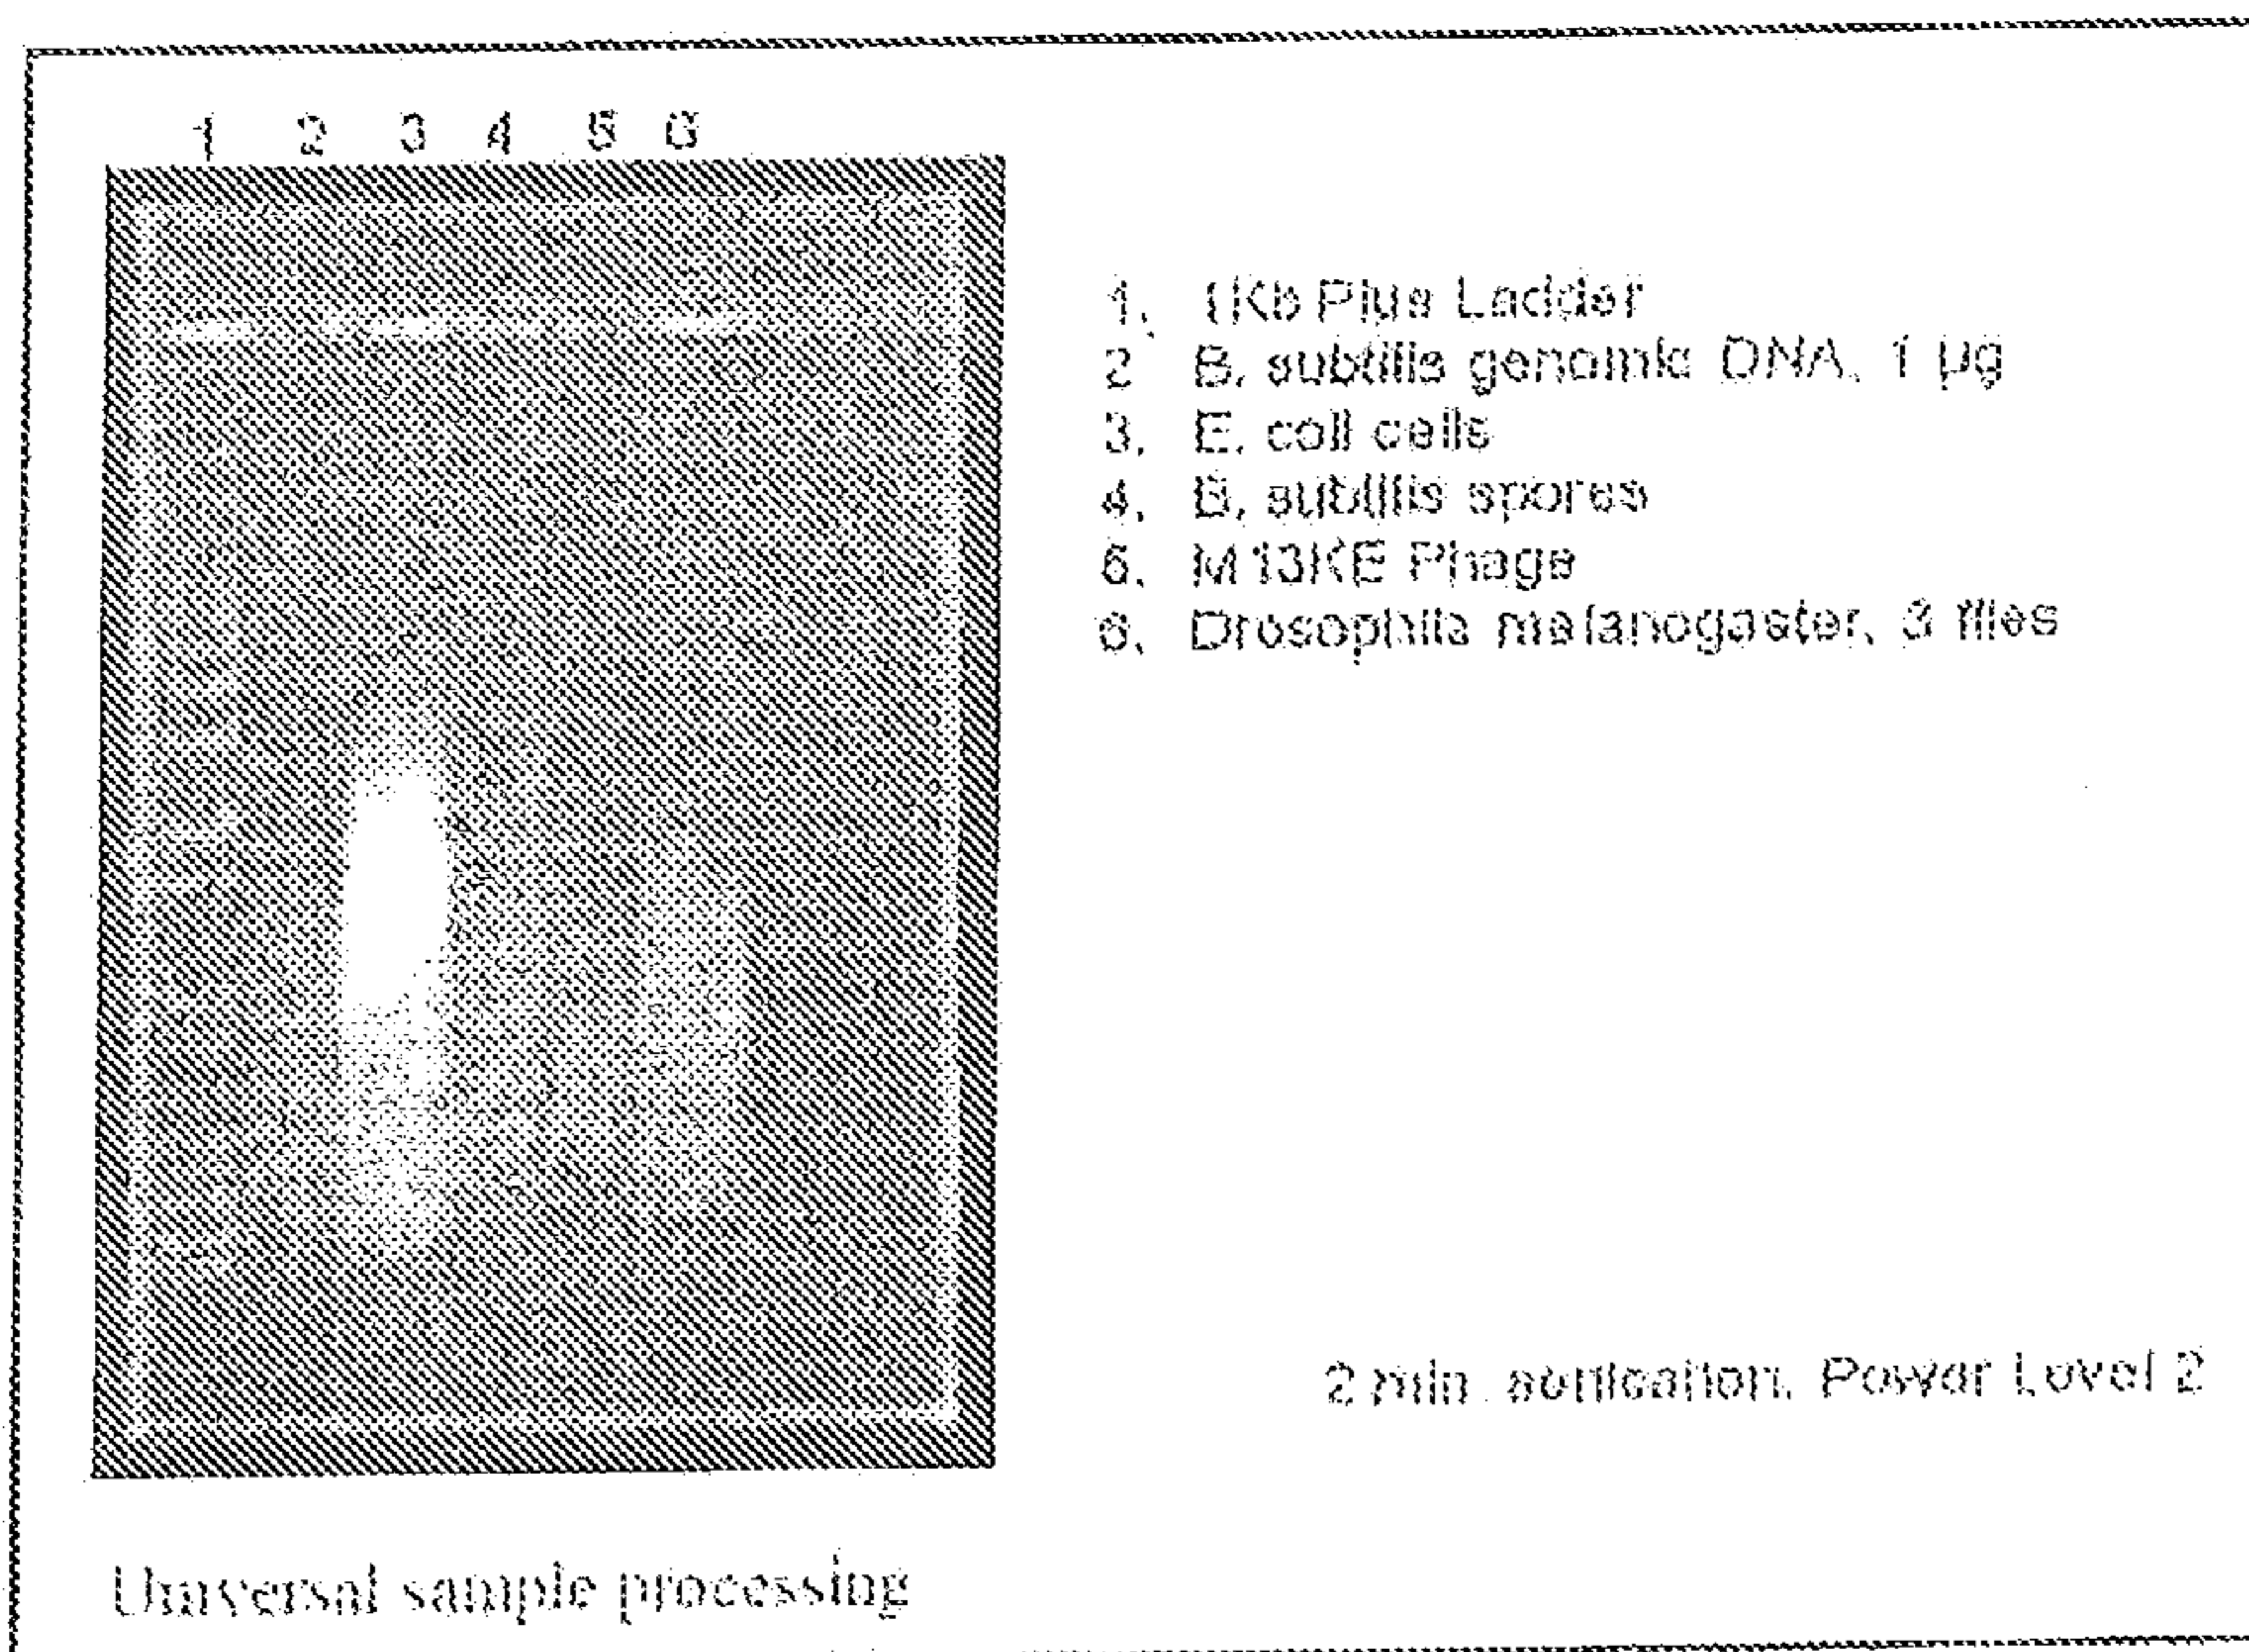 1 2 3 4 5 6
1. 1Kb Plus Ladder
2 B. subtilis genomic DNA, 1 µg
3. E. coli cells
4. B. subtilis spores
5. M13KE Phage
6. Drosophila melanogaster, 3 flies
2 min. sonication, Power Level 2
Universal sample processing